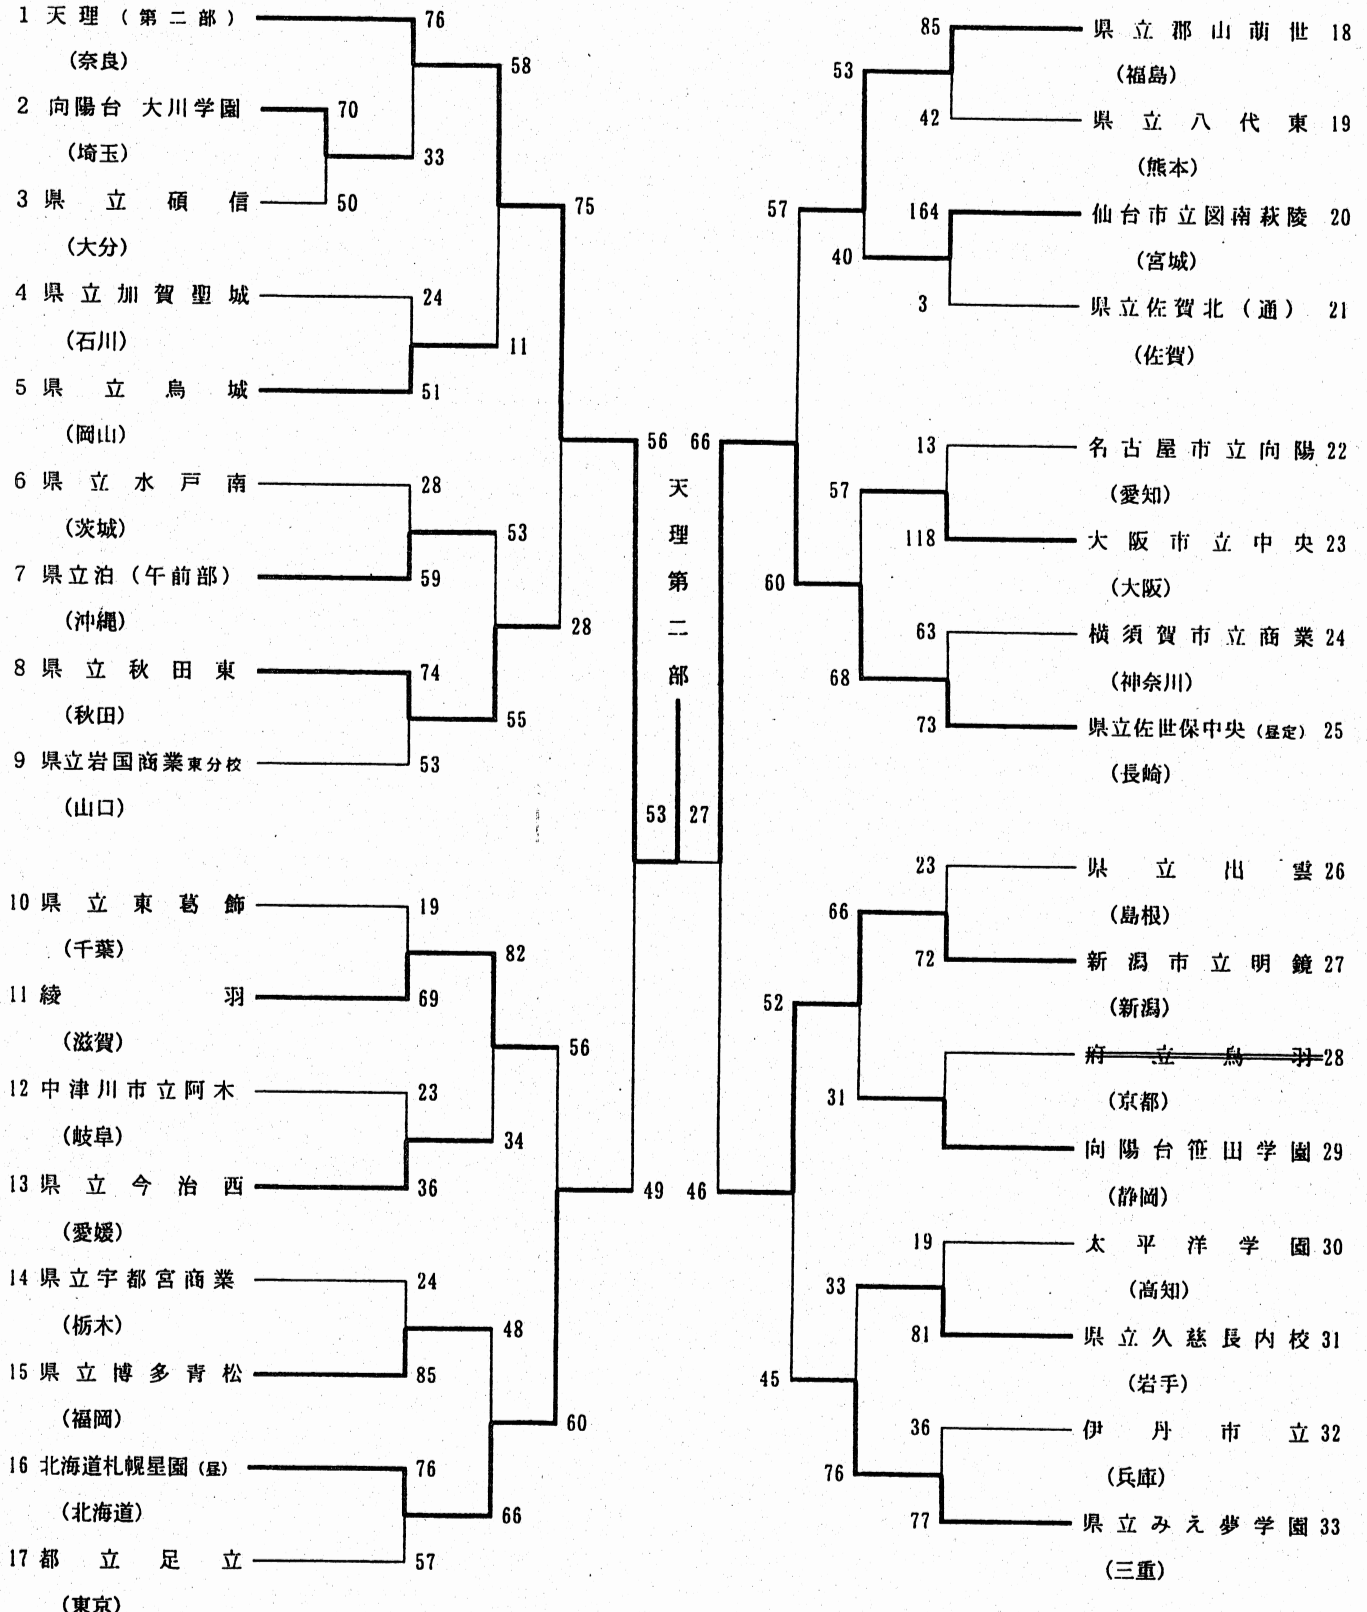 1 天理（第二部）
76
(奈良)
58
2 向陽台 大川学園
70
(埼玉)
33
3 県立碩信
50
75
(大分)
4 県立加賀聖城
24
(石川)
11
5 県立烏城
51
(岡山)
6 県立水戸南
28
(茨城)
53
7 県立泊（午前部）
59
(沖縄)
28
8 県立秋田東
74
(秋田)
55
9 県立岩国商業東分校
53
(山口)
10 県立東葛飾
19
(千葉)
82
11 綾羽
69
(滋賀)
56
12 中津川市立阿木
23
(岐阜)
34
13 県立今治西
36
(愛媛)
14 県立宇都宮商業
24
(栃木)
48
15 県立博多青松
85
(福岡)
60
16 北海道札幌星園（昼）
76
(北海道)
66
17 都立足立
57
(東京)
56 66
天理第二部
53 27
49 46
85
県立郡山萌世 18
53
(福島)
42
県立八代東 19
(熊本)
57
164
仙台市立図南萩陵 20
40
(宮城)
3
県立佐賀北（通） 21
(佐賀)
13
名古屋市立向陽 22
57
(愛知)
118
大阪市立中央 23
60
(大阪)
63
横須賀市立商業 24
68
(神奈川)
73
県立佐世保中央（昼定） 25
(長崎)
23
県立出雲 26
66
(島根)
72
新潟市立明鏡 27
52
(新潟)
府立鳥羽 28
31
(京都)
向陽台笹田学園 29
(静岡)
19
太平洋学園 30
33
(高知)
81
県立久慈長内校 31
45
(岩手)
36
伊丹市立 32
76
(兵庫)
77
県立みえ夢学園 33
(三重)